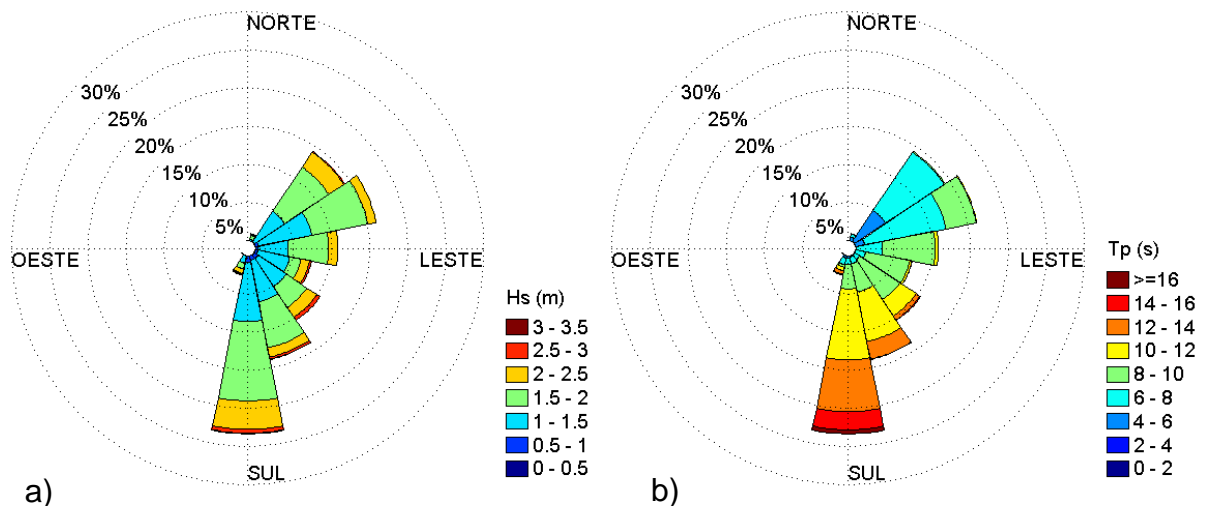 NORTE
30%
25%
20%
15%
10%
5%
OESTE
LESTE
SUL
Hs (m)
3 - 3.5
2.5 - 3
2 - 2.5
1.5 - 2
1 - 1.5
0.5 - 1
0 - 0.5
a)
NORTE
30%
25%
20%
15%
10%
5%
OESTE
LESTE
SUL
Tp (s)
>=16
14 - 16
12 - 14
10 - 12
8 - 10
6 - 8
4 - 6
2 - 4
0 - 2
b)